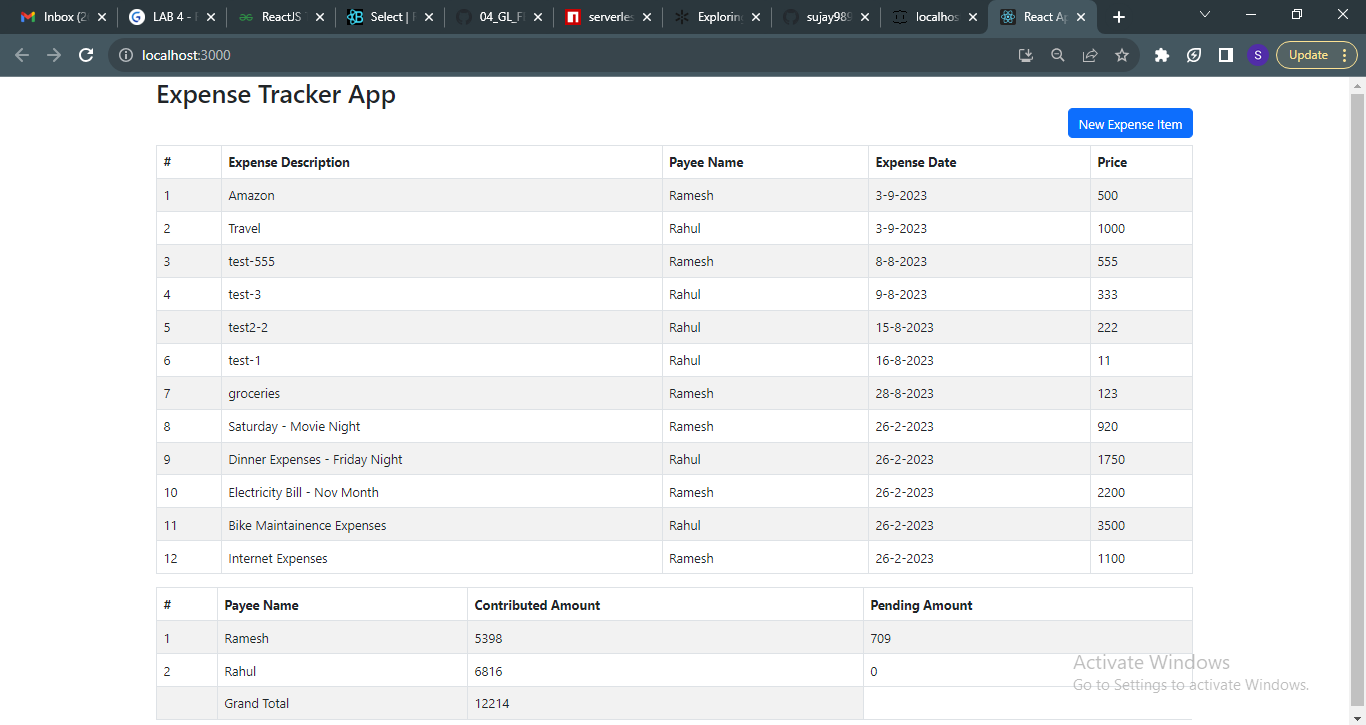 Inbox (2
LAB 4 -
ReactJS
Select |
04_GL_F
serverles
Exploring
sujay989
localhos
React Ap
localhost:3000
S
Update
Expense Tracker App
New Expense Item
# Expense Description Payee Name Expense Date Price
1 Amazon Ramesh 3-9-2023 500
2 Travel Rahul 3-9-2023 1000
3 test-555 Ramesh 8-8-2023 555
4 test-3 Rahul 9-8-2023 333
5 test2-2 Rahul 15-8-2023 222
6 test-1 Rahul 16-8-2023 11
7 groceries Ramesh 28-8-2023 123
8 Saturday - Movie Night Ramesh 26-2-2023 920
9 Dinner Expenses - Friday Night Rahul 26-2-2023 1750
10 Electricity Bill - Nov Month Ramesh 26-2-2023 2200
11 Bike Maintainence Expenses Rahul 26-2-2023 3500
12 Internet Expenses Ramesh 26-2-2023 1100
# Payee Name Contributed Amount Pending Amount
1 Ramesh 5398 709
2 Rahul 6816 0
Grand Total 12214
Activate Windows
Go to Settings to activate Windows.